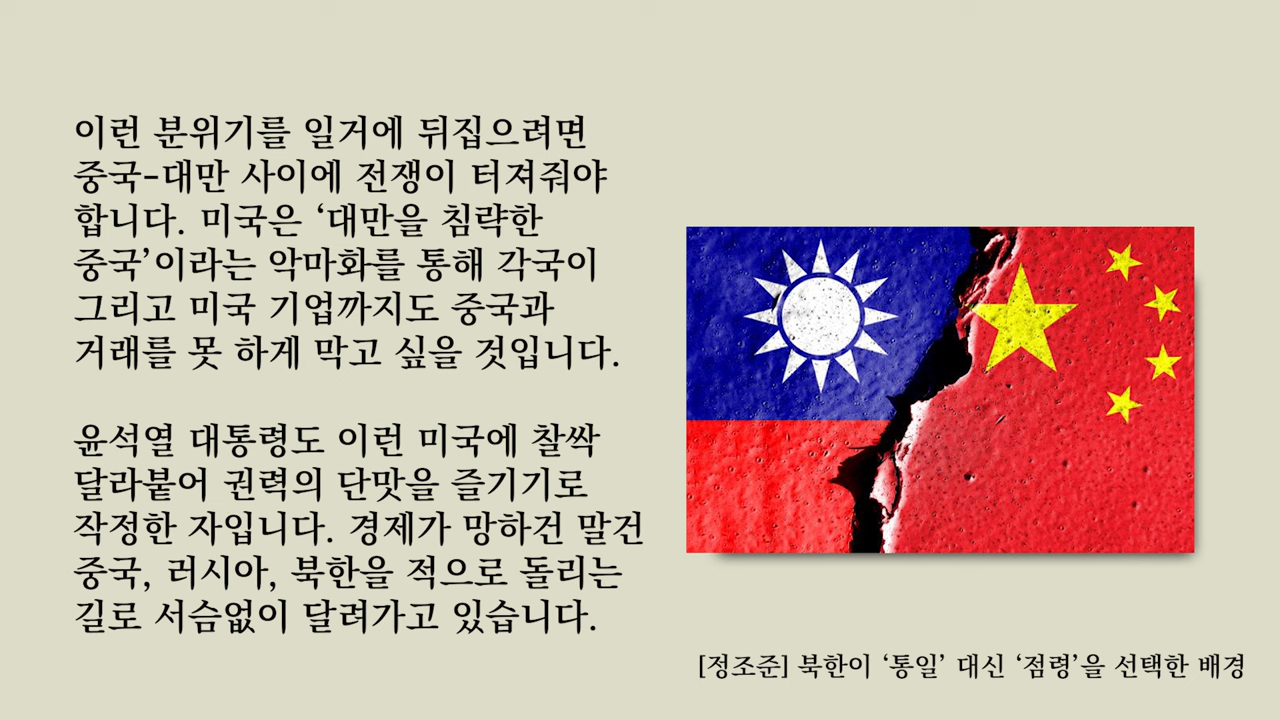 이런 분위기를 일거에 뒤집으려면
중국-대만 사이에 전쟁이 터져줘야
합니다. 미국은 ‘대만을 침략한
중국’이라는 악마화를 통해 각국이
그리고 미국 기업까지도 중국과
거래를 못 하게 막고 싶을 것입니다.
윤석열 대통령도 이런 미국에 찰싹
달라붙어 권력의 단맛을 즐기기로
작정한 자입니다. 경제가 망하건 말건
중국, 러시아, 북한을 적으로 돌리는
길로 서슴없이 달려가고 있습니다.
[정조준] 북한이 ‘통일’ 대신 ‘점령’을 선택한 배경